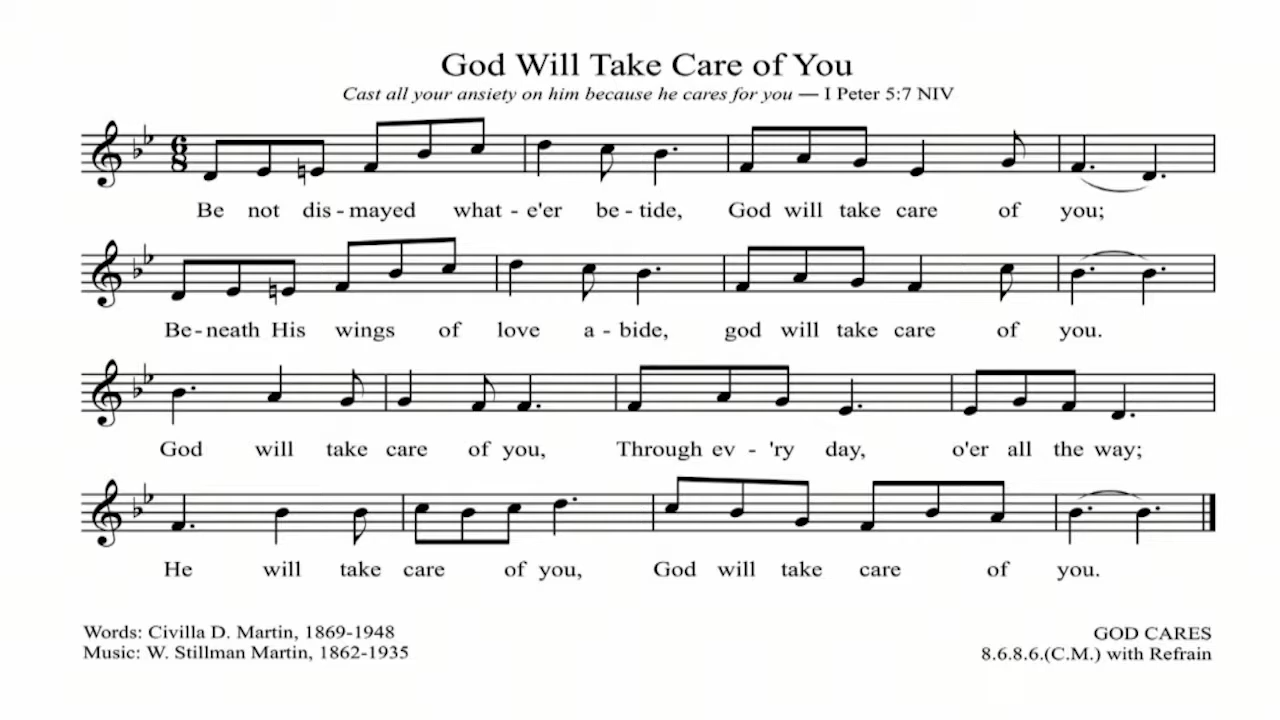 God Will Take Care of You
Cast all your ansiety on him because he cares for you — I Peter 5:7 NIV
6
8
Be not dis - mayed what - e'er be - tide, God will take care of you;
Be - neath His wings of love a - bide, god will take care of you.
God will take care of you, Through ev - 'ry day, o'er all the way;
He will take care of you, God will take care of you.
Words: Civilla D. Martin, 1869-1948
Music: W. Stillman Martin, 1862-1935
GOD CARES
8.6.8.6.(C.M.) with Refrain